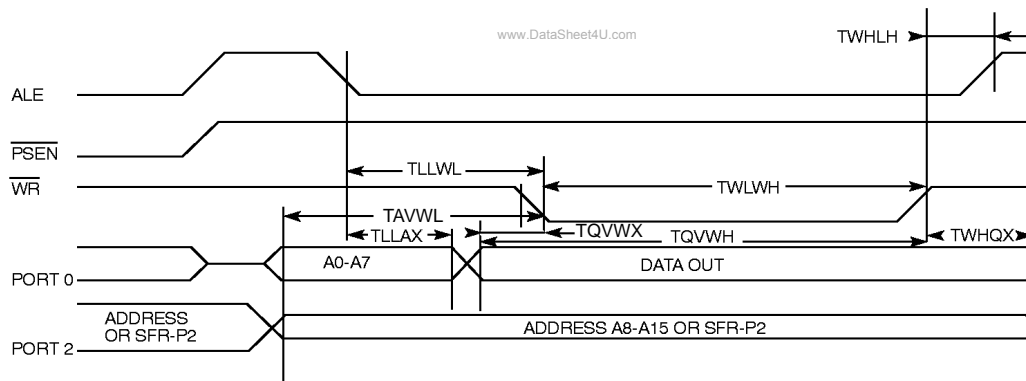 www.DataSheet4U.com
TWHLH
ALE
PSEN
TLLWL
WR
TWLWH
TAVWL
TQVWX
TLLAX
TQVWH
TWHQX
A0-A7
DATA OUT
PORT 0
ADDRESS
OR SFR-P2
ADDRESS A8-A15 OR SFR-P2
PORT 2